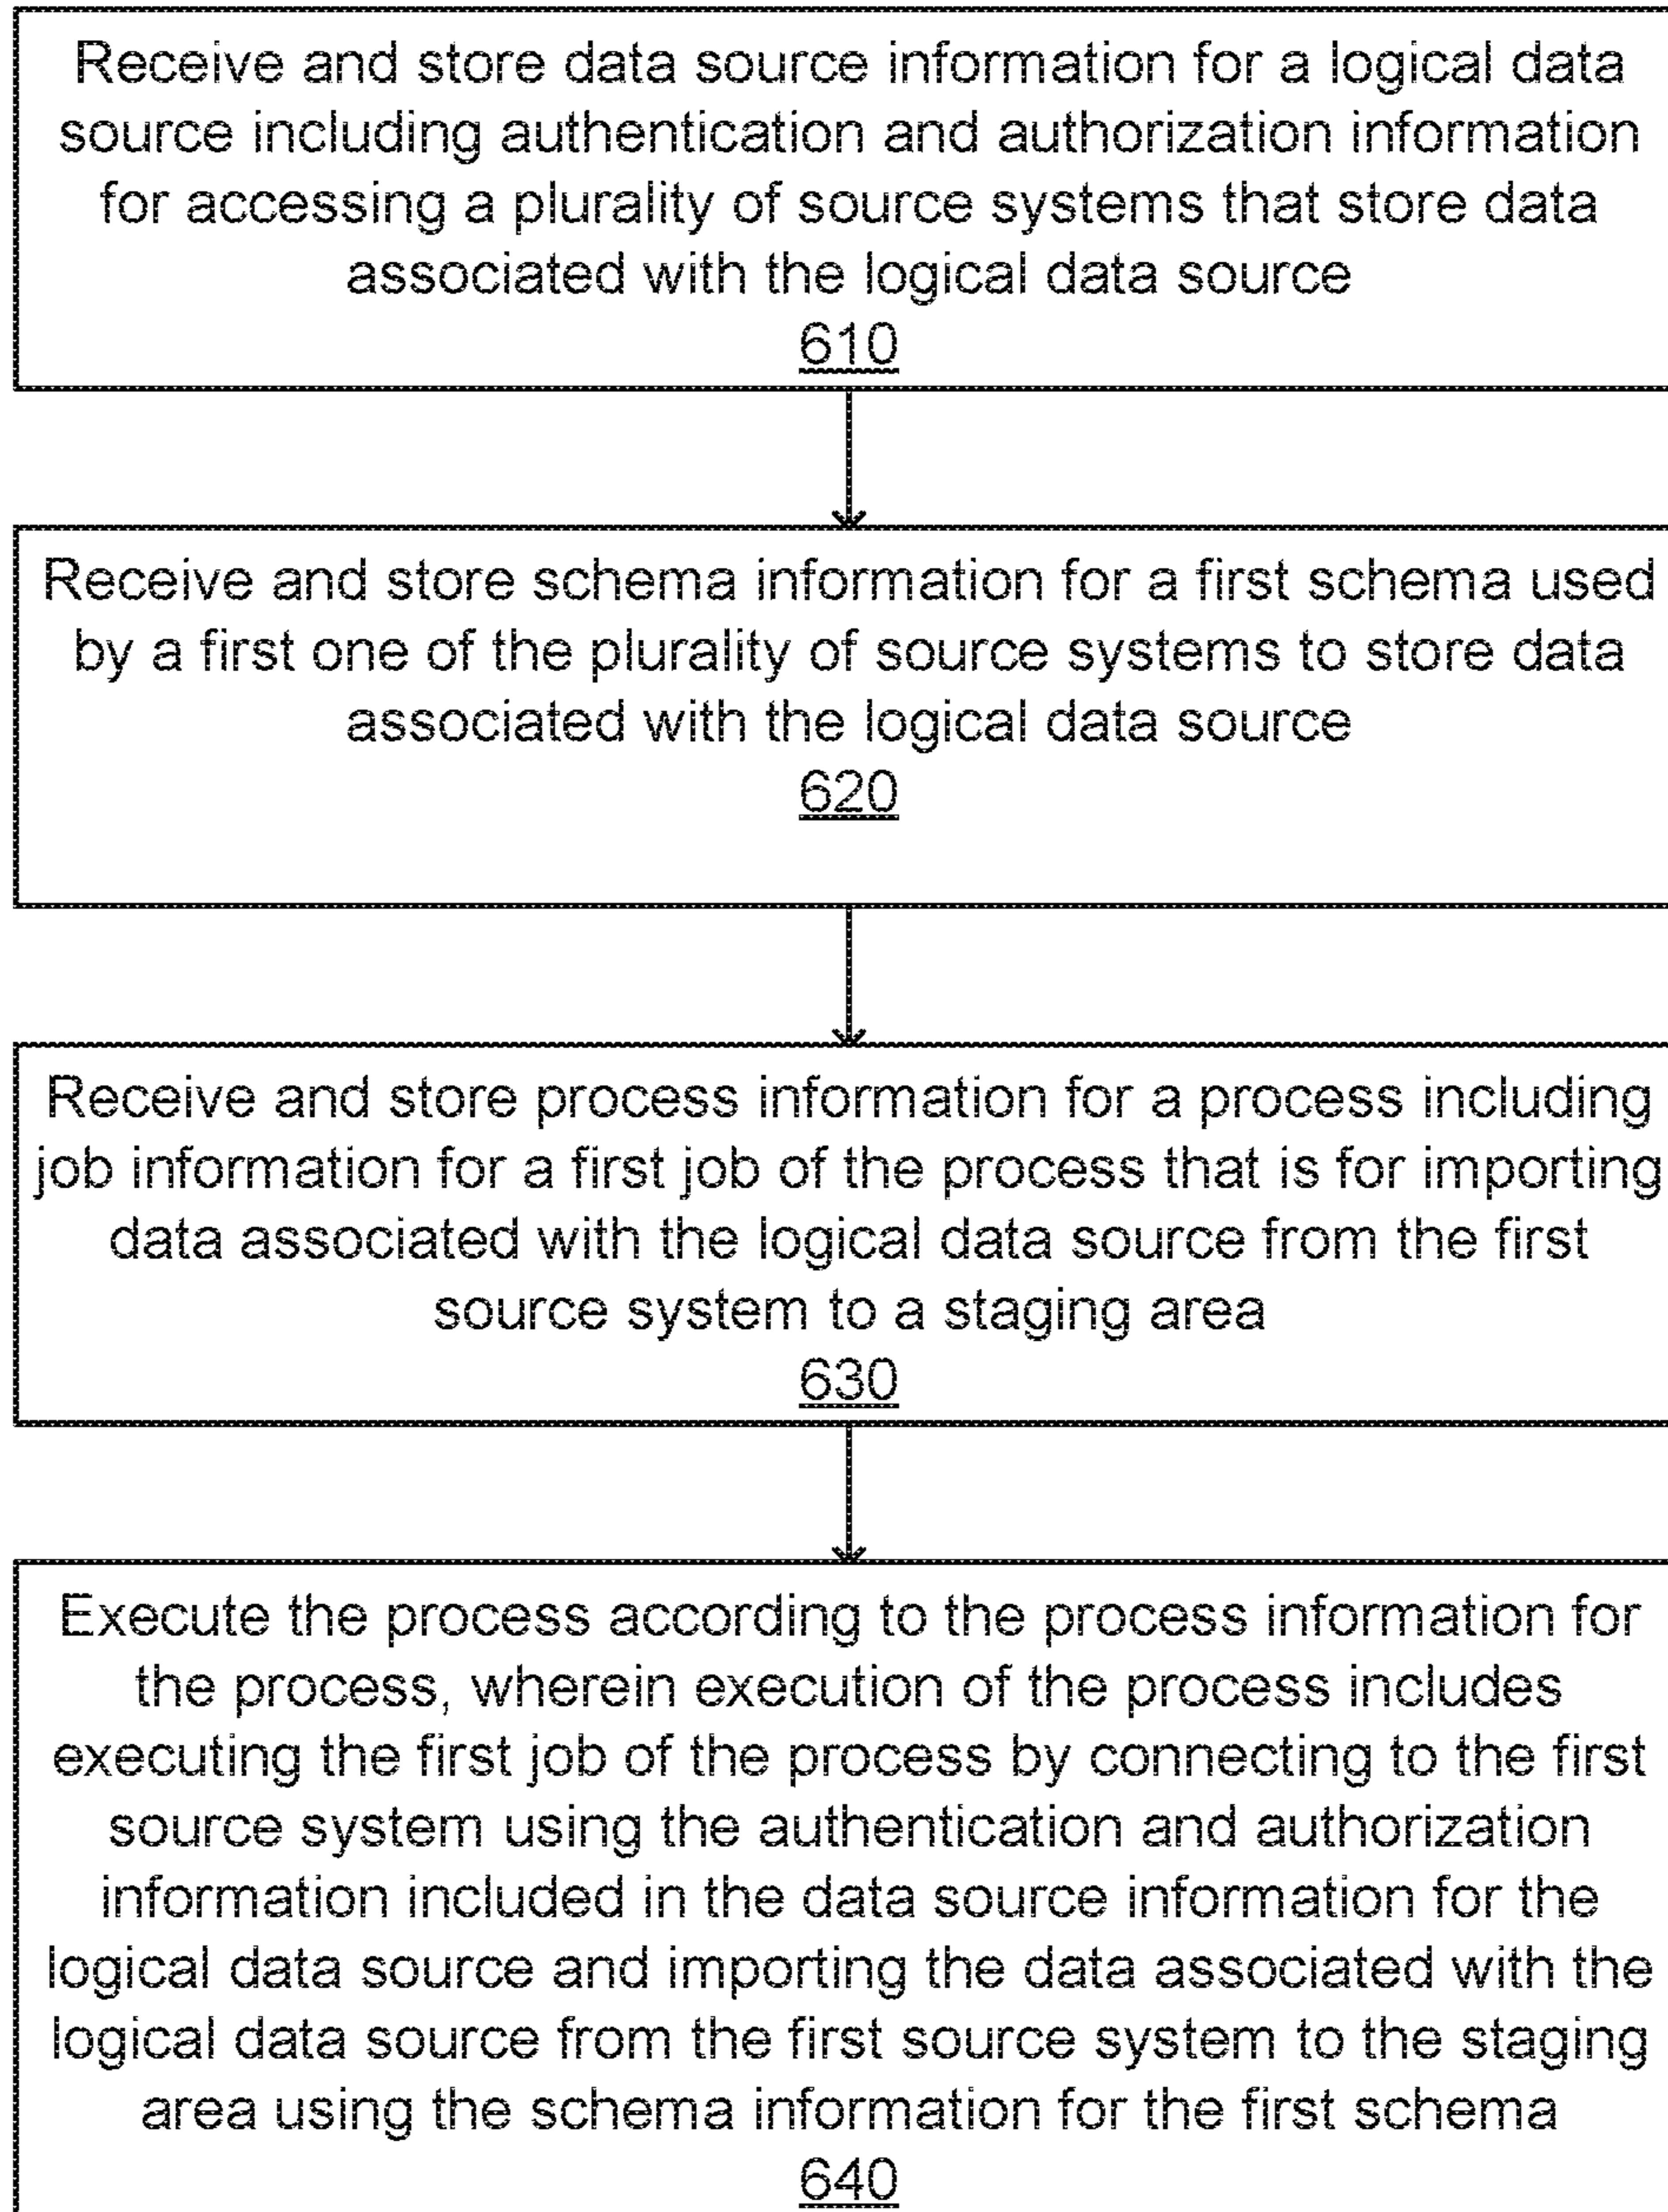 Receive and store data source information for a logical data
source including authentication and authorization information
for accessing a plurality of source systems that store data
associated with the logical data source
610
Receive and store schema information for a first schema used
by a first one of the plurality of source systems to store data
associated with the logical data source
620
Receive and store process information for a process including
job information for a first job of the process that is for importing
data associated with the logical data source from the first
source system to a staging area
630
Execute the process according to the process information for
the process, wherein execution of the process includes
executing the first job of the process by connecting to the first
source system using the authentication and authorization
information included in the data source information for the
logical data source and importing the data associated with the
logical data source from the first source system to the staging
area using the schema information for the first schema
640